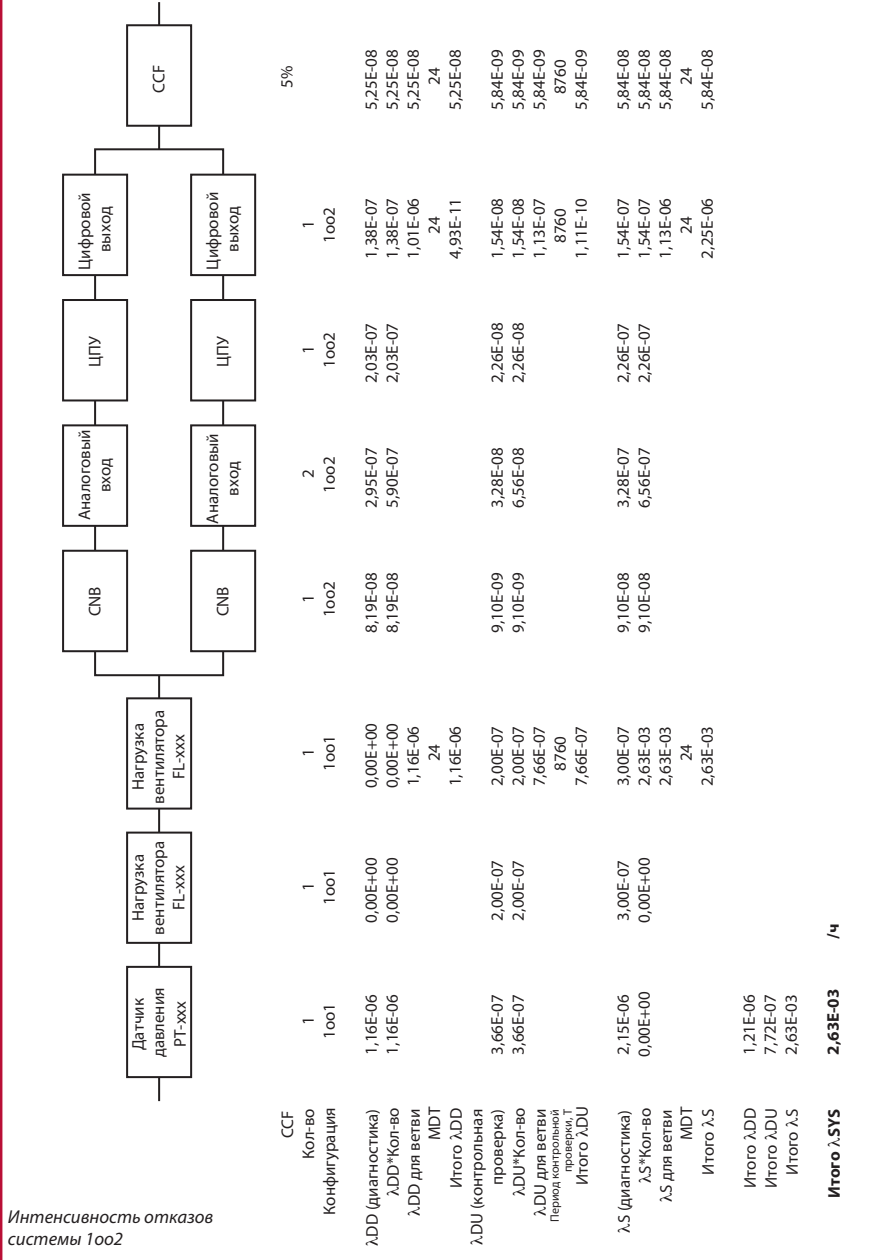 Интенсивность отказов
системы 1oo2
Датчик
давления
PT-xxx
Нагрузка
вентилятора
FL-xxx
Нагрузка
вентилятора
FL-xxx
CNB
Аналоговый
вход
ЦПУ
Цифровой
выход
CNB
Аналоговый
вход
ЦПУ
Цифровой
выход
CCF
CCF 5%
Кол-во 1 1 1 1 2 1 1
Конфигурация 1oo1 1oo1 1oo1 1oo2 1oo2 1oo2 1oo2
λDD (диагностика) 1,16E-06 0,00E+00 0,00E+00 8,19E-08 2,95E-07 2,03E-07 1,38E-07 5,25E-08
λDD*Кол-во 1,16E-06 0,00E+00 0,00E+00 8,19E-08 5,90E-07 2,03E-07 1,38E-07 5,25E-08
λDD для ветви 1,16E-06 1,01E-06 5,25E-08
MDT 24 24 24
Итого λDD 1,16E-06 4,93E-11 5,25E-08
λDU (контрольная
проверка) 3,66E-07 2,00E-07 2,00E-07 9,10E-09 3,28E-08 2,26E-08 1,54E-08 5,84E-09
λDU*Кол-во 3,66E-07 2,00E-07 2,00E-07 9,10E-09 6,56E-08 2,26E-08 1,54E-08 5,84E-09
λDU для ветви 7,66E-07 1,13E-07 5,84E-09
Период контрольной
проверки, T 8760 8760 8760
Итого λDU 7,66E-07 1,11E-10 5,84E-09
λS (диагностика) 2,15E-06 3,00E-07 3,00E-07 9,10E-08 3,28E-07 2,26E-07 1,54E-07 5,84E-08
λS*Кол-во 0,00E+00 0,00E+00 2,63E-03 9,10E-08 6,56E-07 2,26E-07 1,54E-07 5,84E-08
λS для ветви 2,63E-03 1,13E-06 5,84E-08
MDT 24 24 24
Итого λS 2,63E-03 2,25E-06 5,84E-08
Итого λDD 1,21E-06
Итого λDU 7,72E-07
Итого λS 2,63E-03
Итого λSYS 2,63E-03 /ч